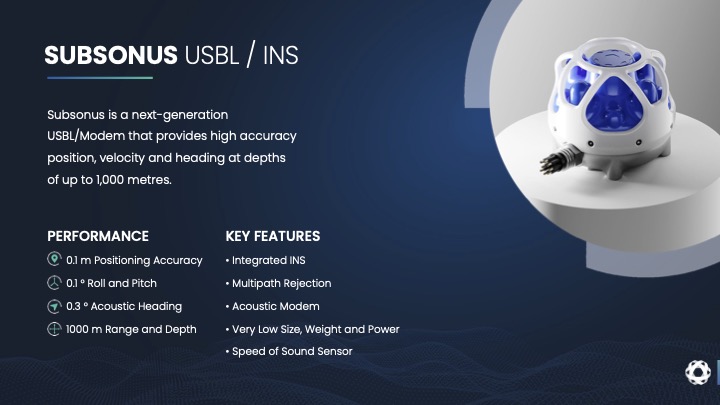 SUBSONUS USBL / INS
Subsonus is a next-generation
USBL/Modem that provides high accuracy
position, velocity and heading at depths
of up to 1,000 metres.
PERFORMANCE
0.1 m Positioning Accuracy
0.1 ° Roll and Pitch
0.3 ° Acoustic Heading
1000 m Range and Depth
KEY FEATURES
• Integrated INS
• Multipath Rejection
• Acoustic Modem
• Very Low Size, Weight and Power
• Speed of Sound Sensor